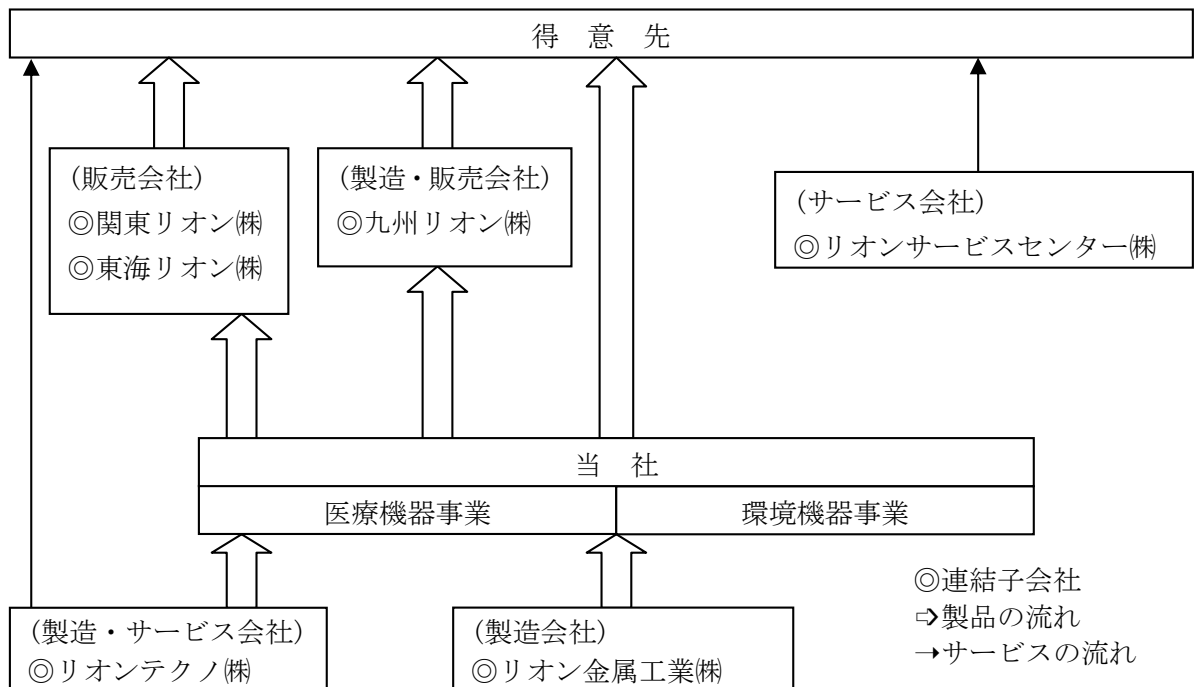 得 意 先
(販売会社)
◎関東リオン㈱
◎東海リオン㈱
(製造・販売会社)
◎九州リオン㈱
(サービス会社)
◎リオンサービスセンター㈱
当 社
医療機器事業
環境機器事業
(製造・サービス会社)
◎リオンテクノ㈱
(製造会社)
◎リオン金属工業㈱
◎連結子会社
⇨製品の流れ
→サービスの流れ